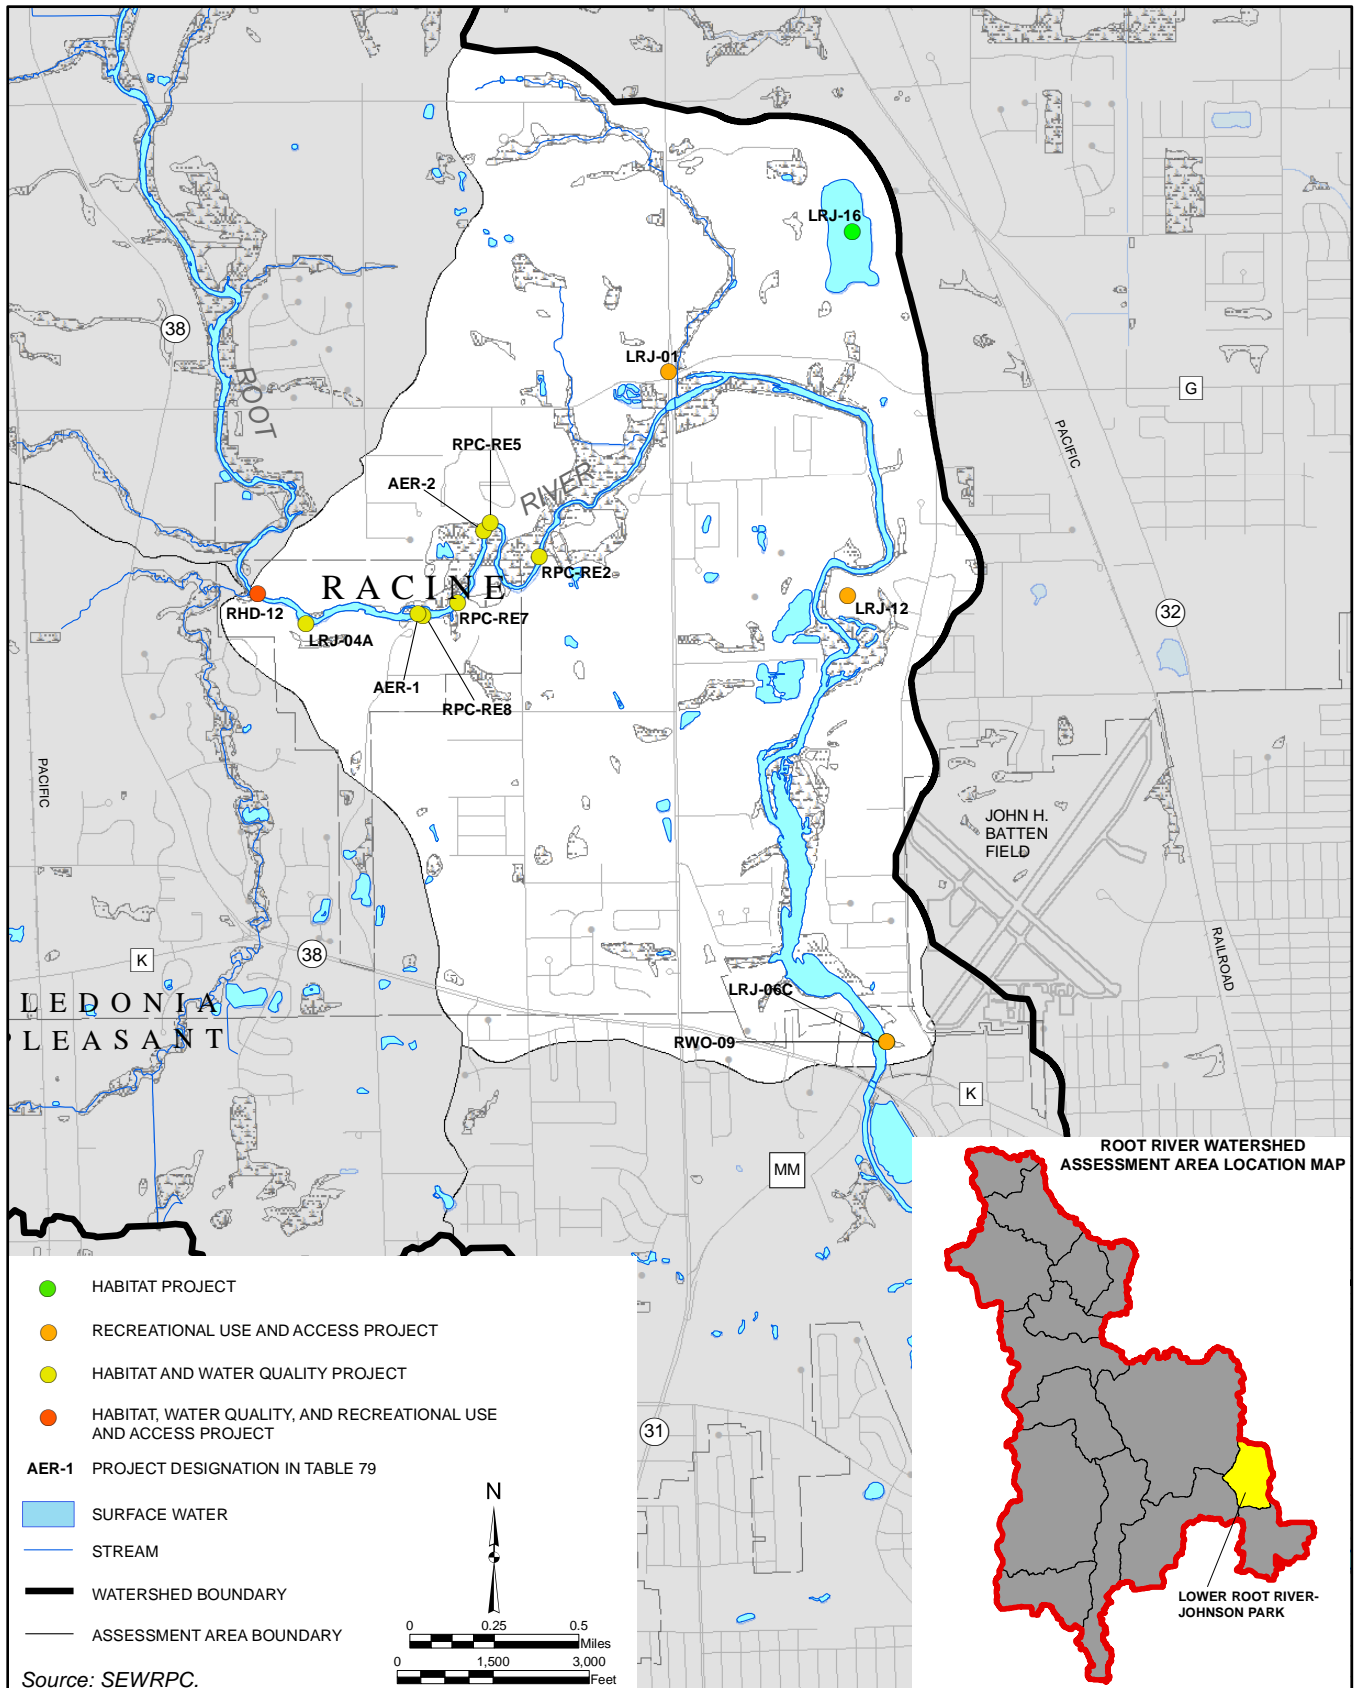 LRJ-16
38
LRJ-01
ROOT
G
PACIFIC
RPC-RE5
AER-2
RIVER
RPC-RE2
RACINE
RHD-12
LRJ-04A
RPC-RE7
LRJ-12
32
AER-1
RPC-RE8
PACIFIC
JOHN H.
BATTEN
FIELD
K
38
RAILROAD
LRJ-06C
LEDONIA
PLEASANT
RWO-09
K
MM
ROOT RIVER WATERSHED
ASSESSMENT AREA LOCATION MAP
HABITAT PROJECT
RECREATIONAL USE AND ACCESS PROJECT
HABITAT AND WATER QUALITY PROJECT
HABITAT, WATER QUALITY, AND RECREATIONAL USE
AND ACCESS PROJECT
31
AER-1 PROJECT DESIGNATION IN TABLE 79
SURFACE WATER
STREAM
WATERSHED BOUNDARY
ASSESSMENT AREA BOUNDARY
N
0 0.25 0.5
Miles
0 1,500 3,000
Feet
LOWER ROOT RIVER-
JOHNSON PARK
Source: SEWRPC.